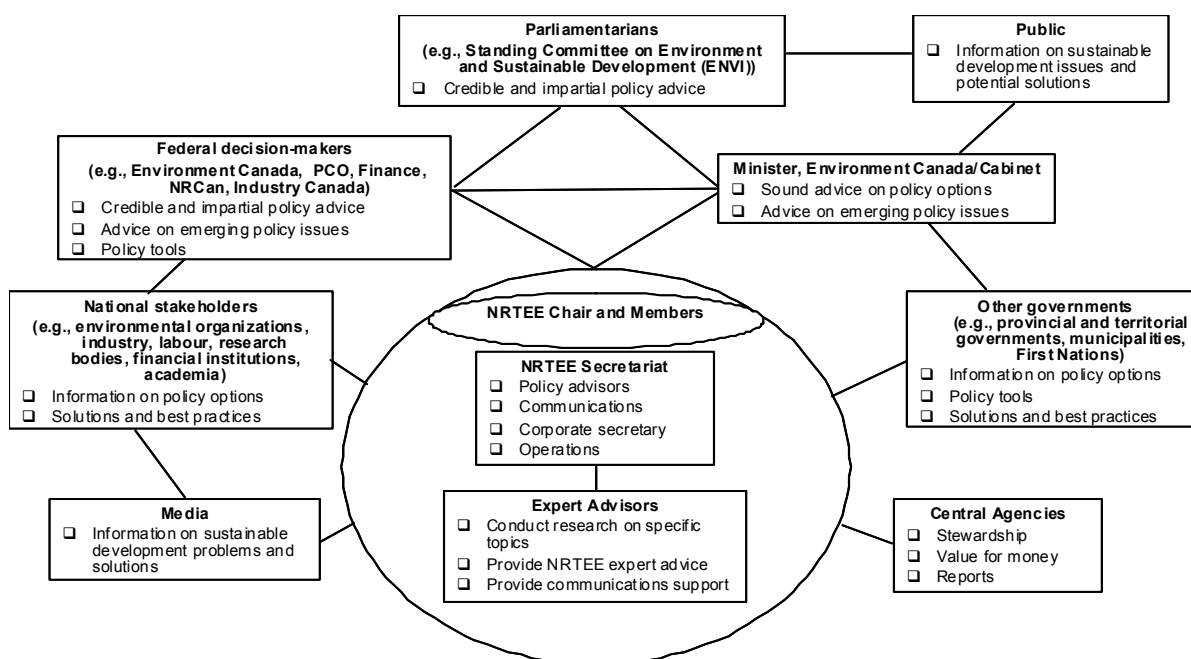 Parliamentarians
(e.g., Standing Committee on Environment
and Sustainable Development (ENVI))
❑ Credible and impartial policy advice
Public
❑ Information on sustainable
development issues and
potential solutions
Federal decision-makers
(e.g., Environment Canada, PCO, Finance,
NRCan, Industry Canada)
❑ Credible and impartial policy advice
❑ Advice on emerging policy issues
❑ Policy tools
Minister, Environment Canada/Cabinet
❑ Sound advice on policy options
❑ Advice on emerging policy issues
National stakeholders
(e.g., environmental organizations,
industry, labour, research
bodies, financial institutions,
academia)
❑ Information on policy options
❑ Solutions and best practices
NRTEE Chair and Members
NRTEE Secretariat
❑ Policy advisors
❑ Communications
❑ Corporate secretary
❑ Operations
Other governments
(e.g., provincial and territorial
governments, municipalities,
First Nations)
❑ Information on policy options
❑ Policy tools
❑ Solutions and best practices
Media
❑ Information on sustainable
development problems and
solutions
Expert Advisors
❑ Conduct research on specific
topics
❑ Provide NRTEE expert advice
❑ Provide communications support
Central Agencies
❑ Stewardship
❑ Value for money
❑ Reports